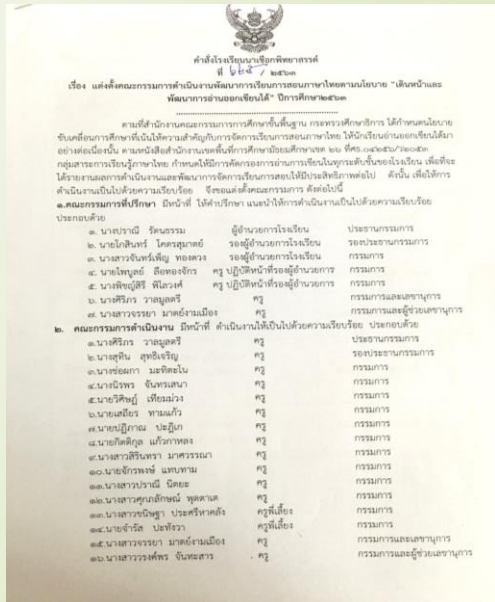 คำสั่งโรงเรียนนาเชือกพิทยาสรรค์
ที่ ๒๒๕ / ๒๕๖๓
เรื่อง แต่งตั้งคณะกรรมการดำเนินงานพัฒนาการเรียนการสอนภาษาไทยตามนโยบาย "เดินหน้าและ
พัฒนาการอ่านออกเขียนได้" ปีการศึกษา๒๕๖๓
ตามที่สำนักงานคณะกรรมการการศึกษาขั้นพื้นฐาน กระทรวงศึกษาธิการ ได้กำหนดนโยบาย
ขับเคลื่อนการศึกษาที่เน้นให้ความสำคัญกับการจัดการเรียนการสอนภาษาไทย ให้นักเรียนอ่านออกเขียนได้มา
อย่างต่อเนื่องนั้น ตามหนังสือสำนักงานเขตพื้นที่การศึกษามัธยมศึกษาเขต ๒๖
กลุ่มสาระการเรียนรู้ภาษาไทย กำหนดให้มีการคัดกรองการอ่านการเขียนในทุกระดับชั้นของโรงเรียน เพื่อที่จะ
ได้รายงานผลการดำเนินงานและพัฒนาการจัดการเรียนการสอนให้มีประสิทธิภาพต่อไป ดังนั้น เพื่อให้การ
ดำเนินงานเป็นไปด้วยความเรียบร้อย จึงขอแต่งตั้งคณะกรรมการ ดังต่อไปนี้
๑.คณะกรรมการที่ปรึกษา มีหน้าที่ ให้คำปรึกษา แนะนำให้การดำเนินงานเป็นไปด้วยความเรียบร้อย
ประกอบด้วย
๑. นางปราณี รัตนธรรม ผู้อำนวยการโรงเรียน ประธานกรรมการ
๒. นายโกสินทร์ โคตรสุมาตย์ รองผู้อำนวยการโรงเรียน รองประธานกรรมการ
๓. นางสาวจันทร์เพ็ญ ทองดวง รองผู้อำนวยการโรงเรียน กรรมการ
๔. นายไพบูลย์ ลือทองจักร ครู ปฏิบัติหน้าที่รองผู้อำนวยการ กรรมการ
๕. นางพิชญ์สิรี พิไลวงศ์ ครู ปฏิบัติหน้าที่รองผู้อำนวยการ กรรมการ
๖. นางศิริภร วาลมูลตรี ครู กรรมการและเลขานุการ
๗. นางสาวจรรยา มาตย์งามเมือง ครู กรรมการและผู้ช่วยเลขานุการ
๒. คณะกรรมการดำเนินงาน มีหน้าที่ ดำเนินงานให้เป็นไปด้วยความเรียบร้อย ประกอบด้วย
๑.นางศิริภร วาลมูลตรี ครู ประธานกรรมการ
๒.นางสุทิน สุทธิเจริญ ครู รองประธานกรรมการ
๓.นางช่อผกา มะทิตะโน ครู กรรมการ
๔.นางนิรพร จันทรเสนา ครู กรรมการ
๕.นายวิศิษฎ์ เทียมม่วง ครู กรรมการ
๖.นายเสถียร ทามแก้ว ครู กรรมการ
๗.นายปฏิภาณ ปะฎิเก ครู กรรมการ
๘.นายกิตติกุล แก้วกาหลง ครู กรรมการ
๙.นางสาวสิรินทรา มาศวรรณา ครู กรรมการ
๑๐.นายจักรพงษ์ แทบทาม ครู กรรมการ
๑๑.นางสาวปราณี นิตยะ ครู กรรมการ
๑๒.นางสาวศุภลักษณ์ พุดตาเต ครู กรรมการ
๑๓.นางสาวขนิษฐา ประศรีหาคลัง ครูพี่เลี้ยง กรรมการ
๑๔.นายจำรัส ปะทังวา ครูพี่เลี้ยง กรรมการ
๑๕.นางสาวจรรยา มาตย์งามเมือง ครู กรรมการและเลขานุการ
๑๖.นางสาววรงค์พร จันทะสาร ครู กรรมการและผู้ช่วยเลขานุการ